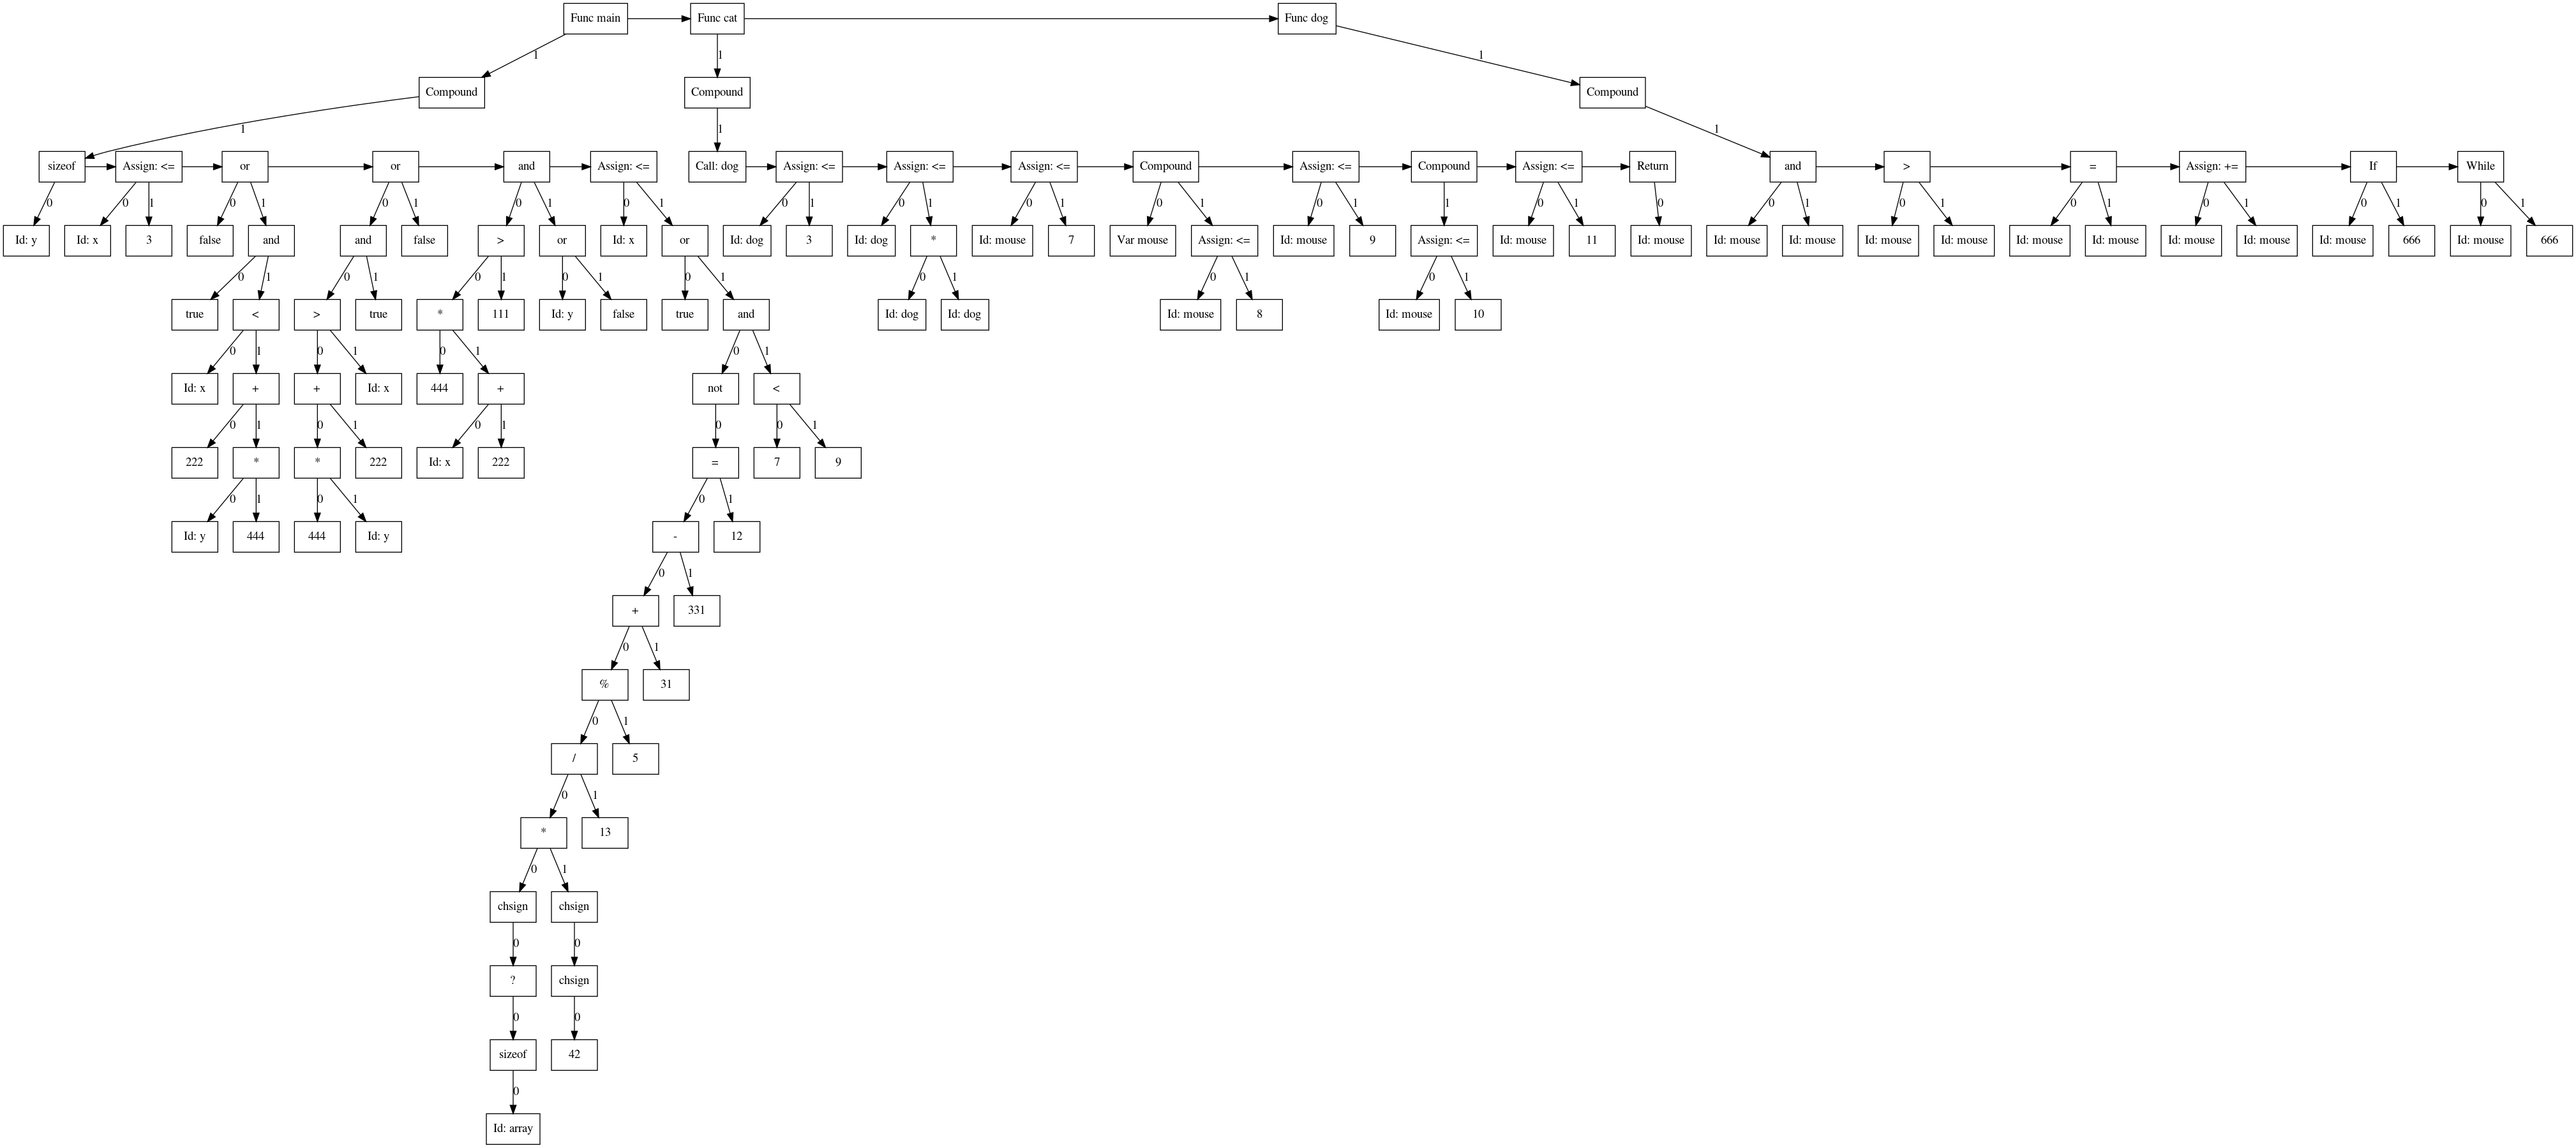 Func main
Func cat
Func dog
1
1
1
Compound
Compound
Compound
1
1
1
sizeof
Assign: <=
or
or
and
Assign: <=
Call: dog
Assign: <=
Assign: <=
Assign: <=
Compound
Assign: <=
Compound
Assign: <=
Return
and
>
=
Assign: +=
If
While
0
0
1
0
1
0
1
0
1
0
1
0
1
0
1
0
1
0
1
0
1
1
0
1
0
0
1
0
1
0
1
0
1
0
1
0
1
Id: y
Id: x
3
false
and
and
false
>
or
Id: x
or
Id: dog
3
Id: dog
*
Id: mouse
7
Var mouse
Assign: <=
Id: mouse
9
Assign: <=
Id: mouse
11
Id: mouse
Id: mouse
Id: mouse
Id: mouse
Id: mouse
Id: mouse
Id: mouse
Id: mouse
Id: mouse
Id: mouse
666
Id: mouse
666
0
1
0
1
0
1
0
1
0
1
0
1
0
1
0
1
true
<
>
true
*
111
Id: y
false
true
and
Id: dog
Id: dog
Id: mouse
8
Id: mouse
10
0
1
0
1
0
1
0
1
Id: x
+
+
Id: x
444
+
not
<
0
1
0
1
0
1
0
0
1
222
*
*
222
Id: x
222
=
7
9
0
1
0
1
0
1
Id: y
444
444
Id: y
-
12
0
1
+
331
0
1
%
31
0
1
/
5
0
1
*
13
0
1
chsign
chsign
0
0
?
chsign
0
0
sizeof
42
0
Id: array